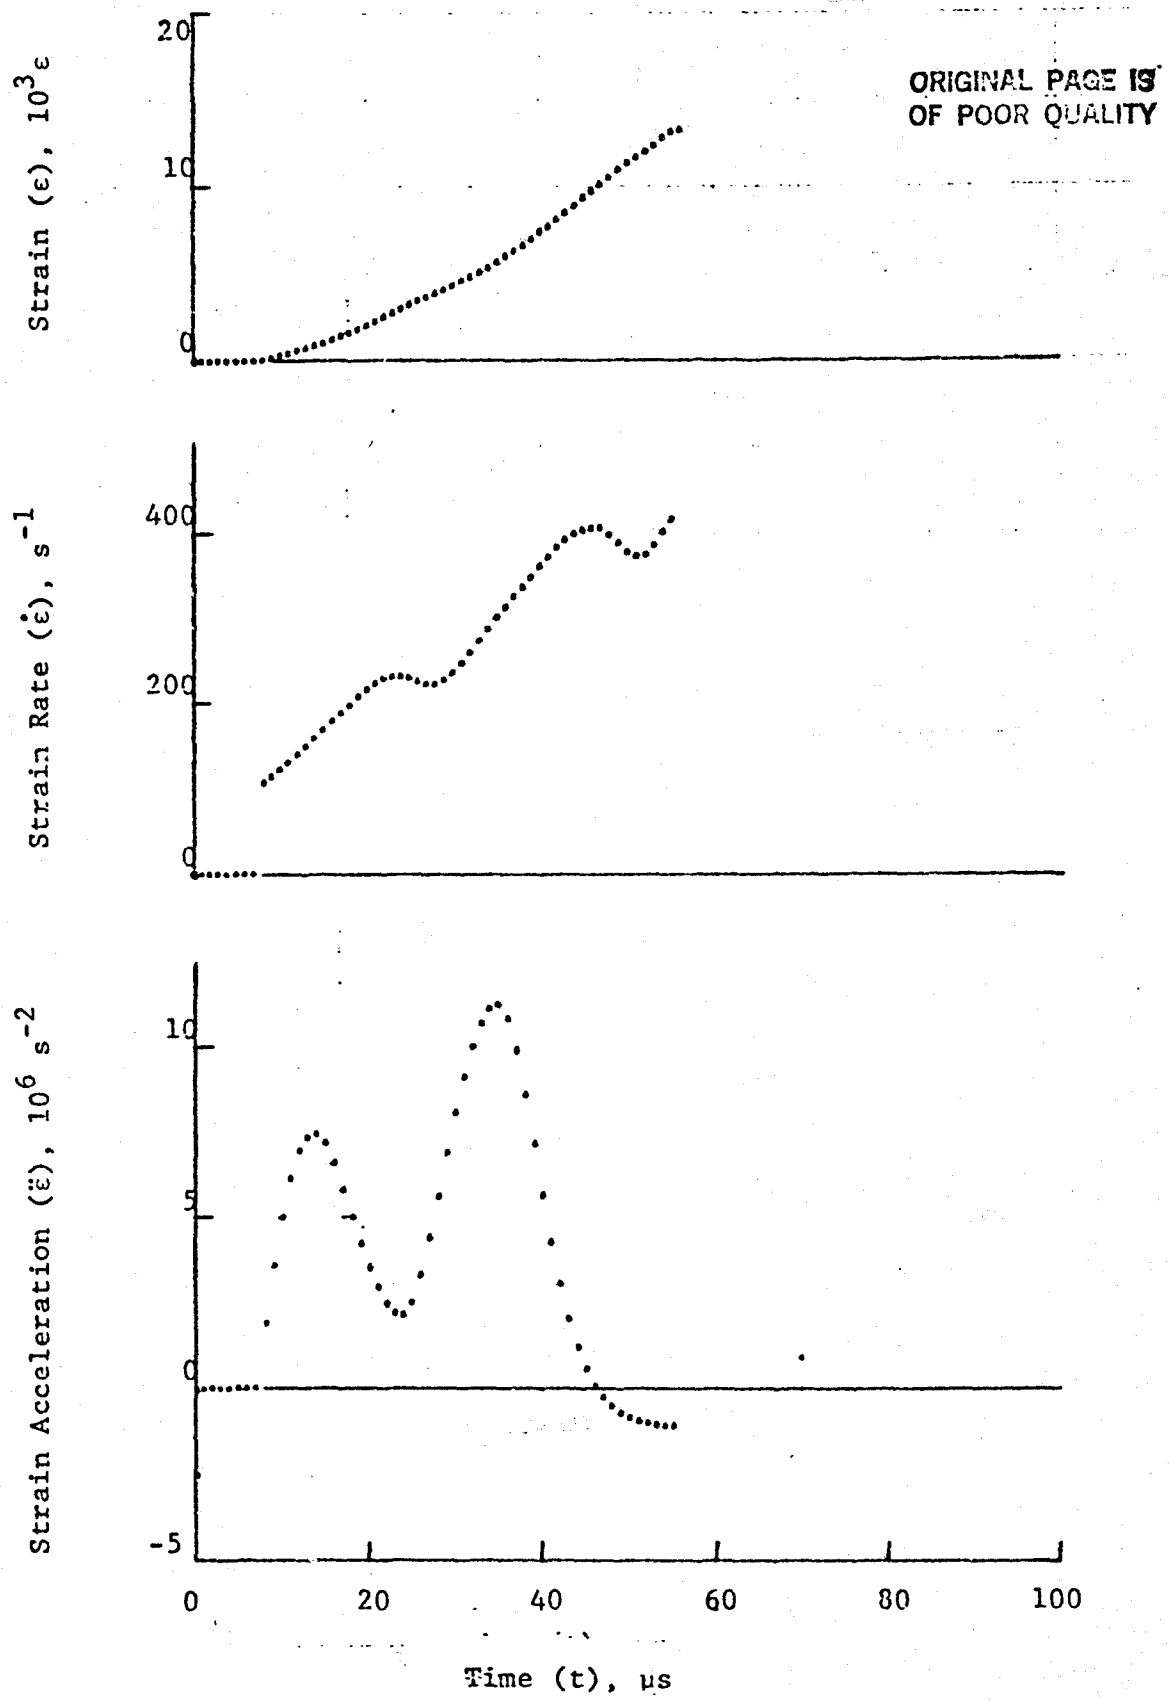 ORIGINAL PAGE IS
OF POOR QUALITY
Strain (ε), 10³ε
20
10
0
Strain Rate (ε̇), s⁻¹
400
200
0
Strain Acceleration (ε̈), 10⁶ s⁻²
10
5
0
-5
0 20 40 60 80 100
Time (t), μs